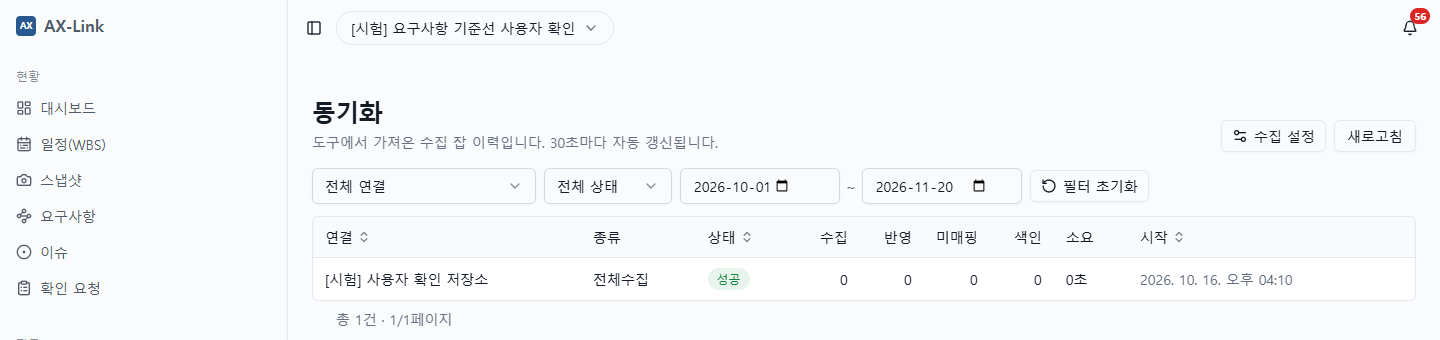 AX AX-Link
[시험] 요구사항 기준선 사용자 확인
56
현황
대시보드
일정(WBS)
스냅샷
요구사항
이슈
확인 요청
동기화
도구에서 가져온 수집 잡 이력입니다. 30초마다 자동 갱신됩니다.
수집 설정 새로고침
전체 연결 전체 상태 2026-10-01 ~ 2026-11-20 필터 초기화
연결 종류 상태 수집 반영 미매핑 색인 소요 시작
[시험] 사용자 확인 저장소 전체수집 성공 0 0 0 0 0초 2026. 10. 16. 오후 04:10
총 1건 · 1/1페이지